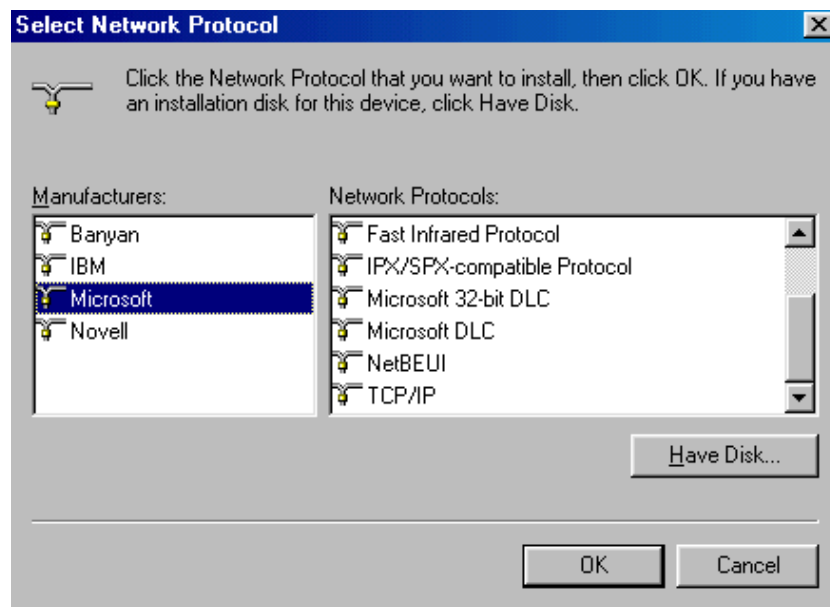 Select Network Protocol
Click the Network Protocol that you want to install, then click OK. If you have
an installation disk for this device, click Have Disk.
Manufacturers:
Banyan
IBM
Microsoft
Novell
Network Protocols:
Fast Infrared Protocol
IPX/SPX-compatible Protocol
Microsoft 32-bit DLC
Microsoft DLC
NetBEUI
TCP/IP
Have Disk...
OK
Cancel